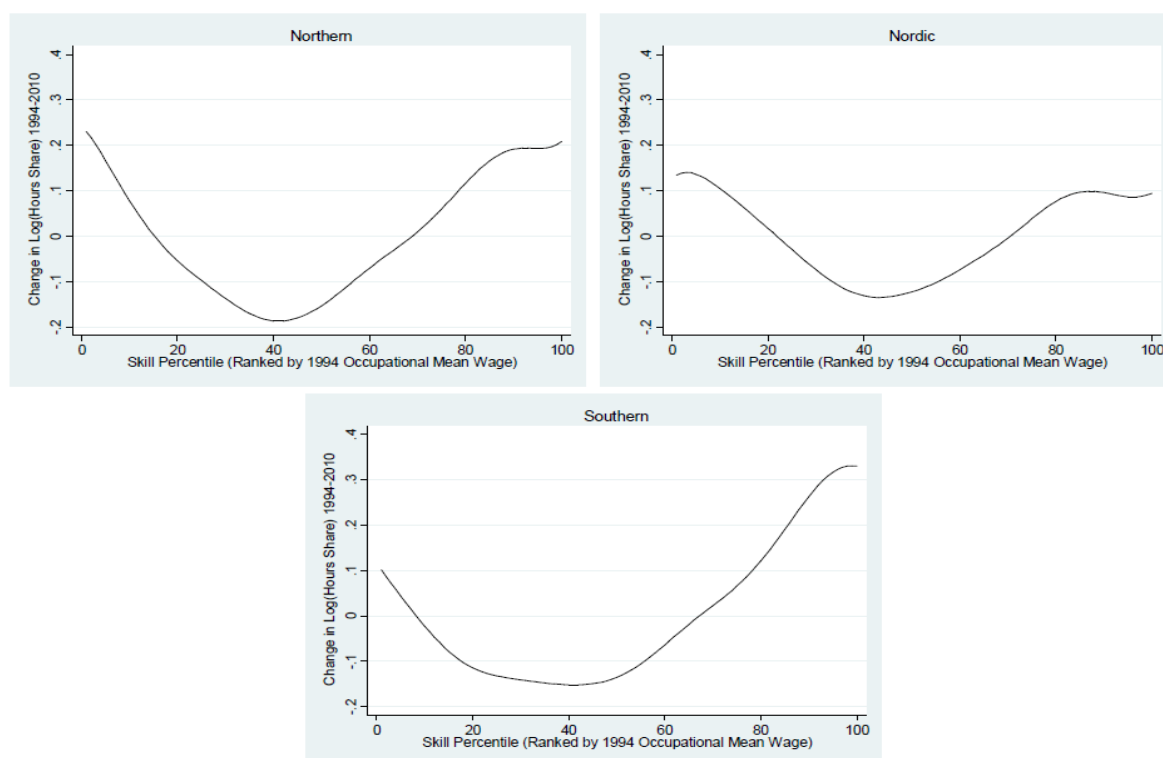 Northern
Change in Log(Hours Share) 1994-2010
.4
.3
.2
.1
0
-.1
-.2
0 20 40 60 80 100
Skill Percentile (Ranked by 1994 Occupational Mean Wage)
Nordic
Change in Log(Hours Share) 1994-2010
.4
.3
.2
.1
0
-.1
-.2
0 20 40 60 80 100
Skill Percentile (Ranked by 1994 Occupational Mean Wage)
Southern
Change in Log(Hours Share) 1994-2010
.4
.3
.2
.1
0
-.1
-.2
0 20 40 60 80 100
Skill Percentile (Ranked by 1994 Occupational Mean Wage)